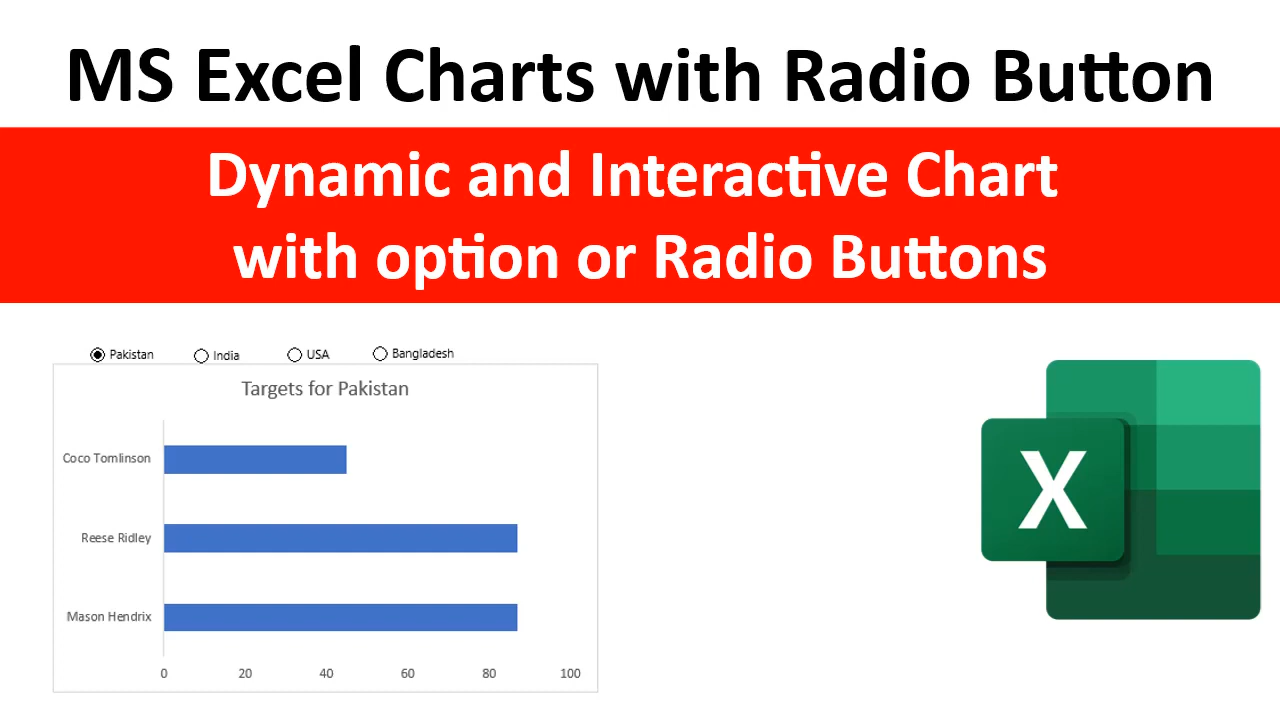 MS Excel Charts with Radio Button
Dynamic and Interactive Chart
with option or Radio Buttons
Pakistan India USA Bangladesh
Targets for Pakistan
Coco Tomlinson
Reese Ridley
Mason Hendrix
0 20 40 60 80 100
X